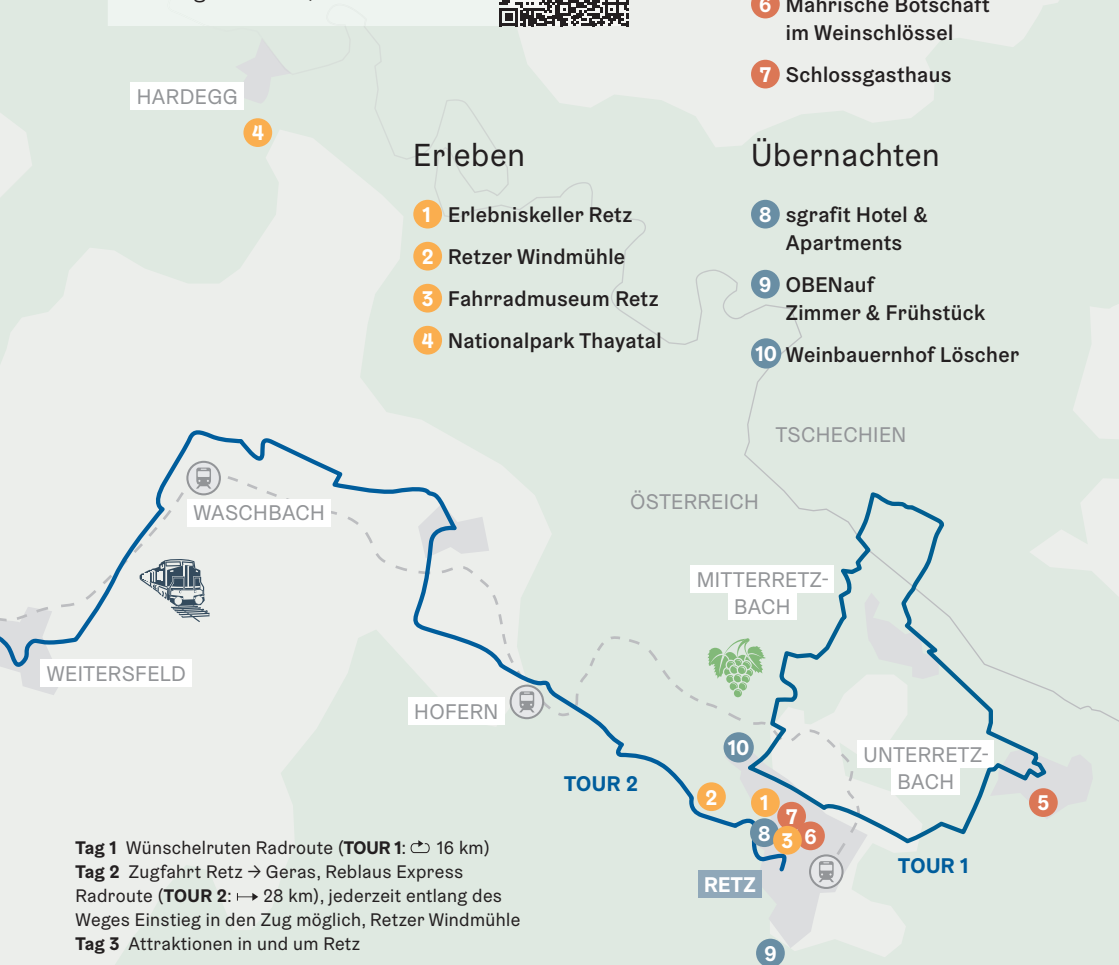 6 Mährische Botschaft
im Weinschlössel
7 Schlossgasthaus
HARDEGG
4
Erleben
1 Erlebniskeller Retz
2 Retzer Windmühle
3 Fahrradmuseum Retz
4 Nationalpark Thayatal
Übernachten
8 sgrafit Hotel &
Apartments
9 OBENauf
Zimmer & Frühstück
10 Weinbauernhof Löscher
TSCHECHIEN
ÖSTERREICH
WASCHBACH
MITTERRETZ-
BACH
WEITERSFELD
HOFERN
10
UNTERRETZ-
BACH
TOUR 2
2
1
7
5
8
3
6
TOUR 1
RETZ
9
Tag 1 Wünschelruten Radroute (TOUR 1: 16 km)
Tag 2 Zugfahrt Retz → Geras, Reblaus Express
Radroute (TOUR 2: ↦ 28 km), jederzeit entlang des
Weges Einstieg in den Zug möglich, Retzer Windmühle
Tag 3 Attraktionen in und um Retz